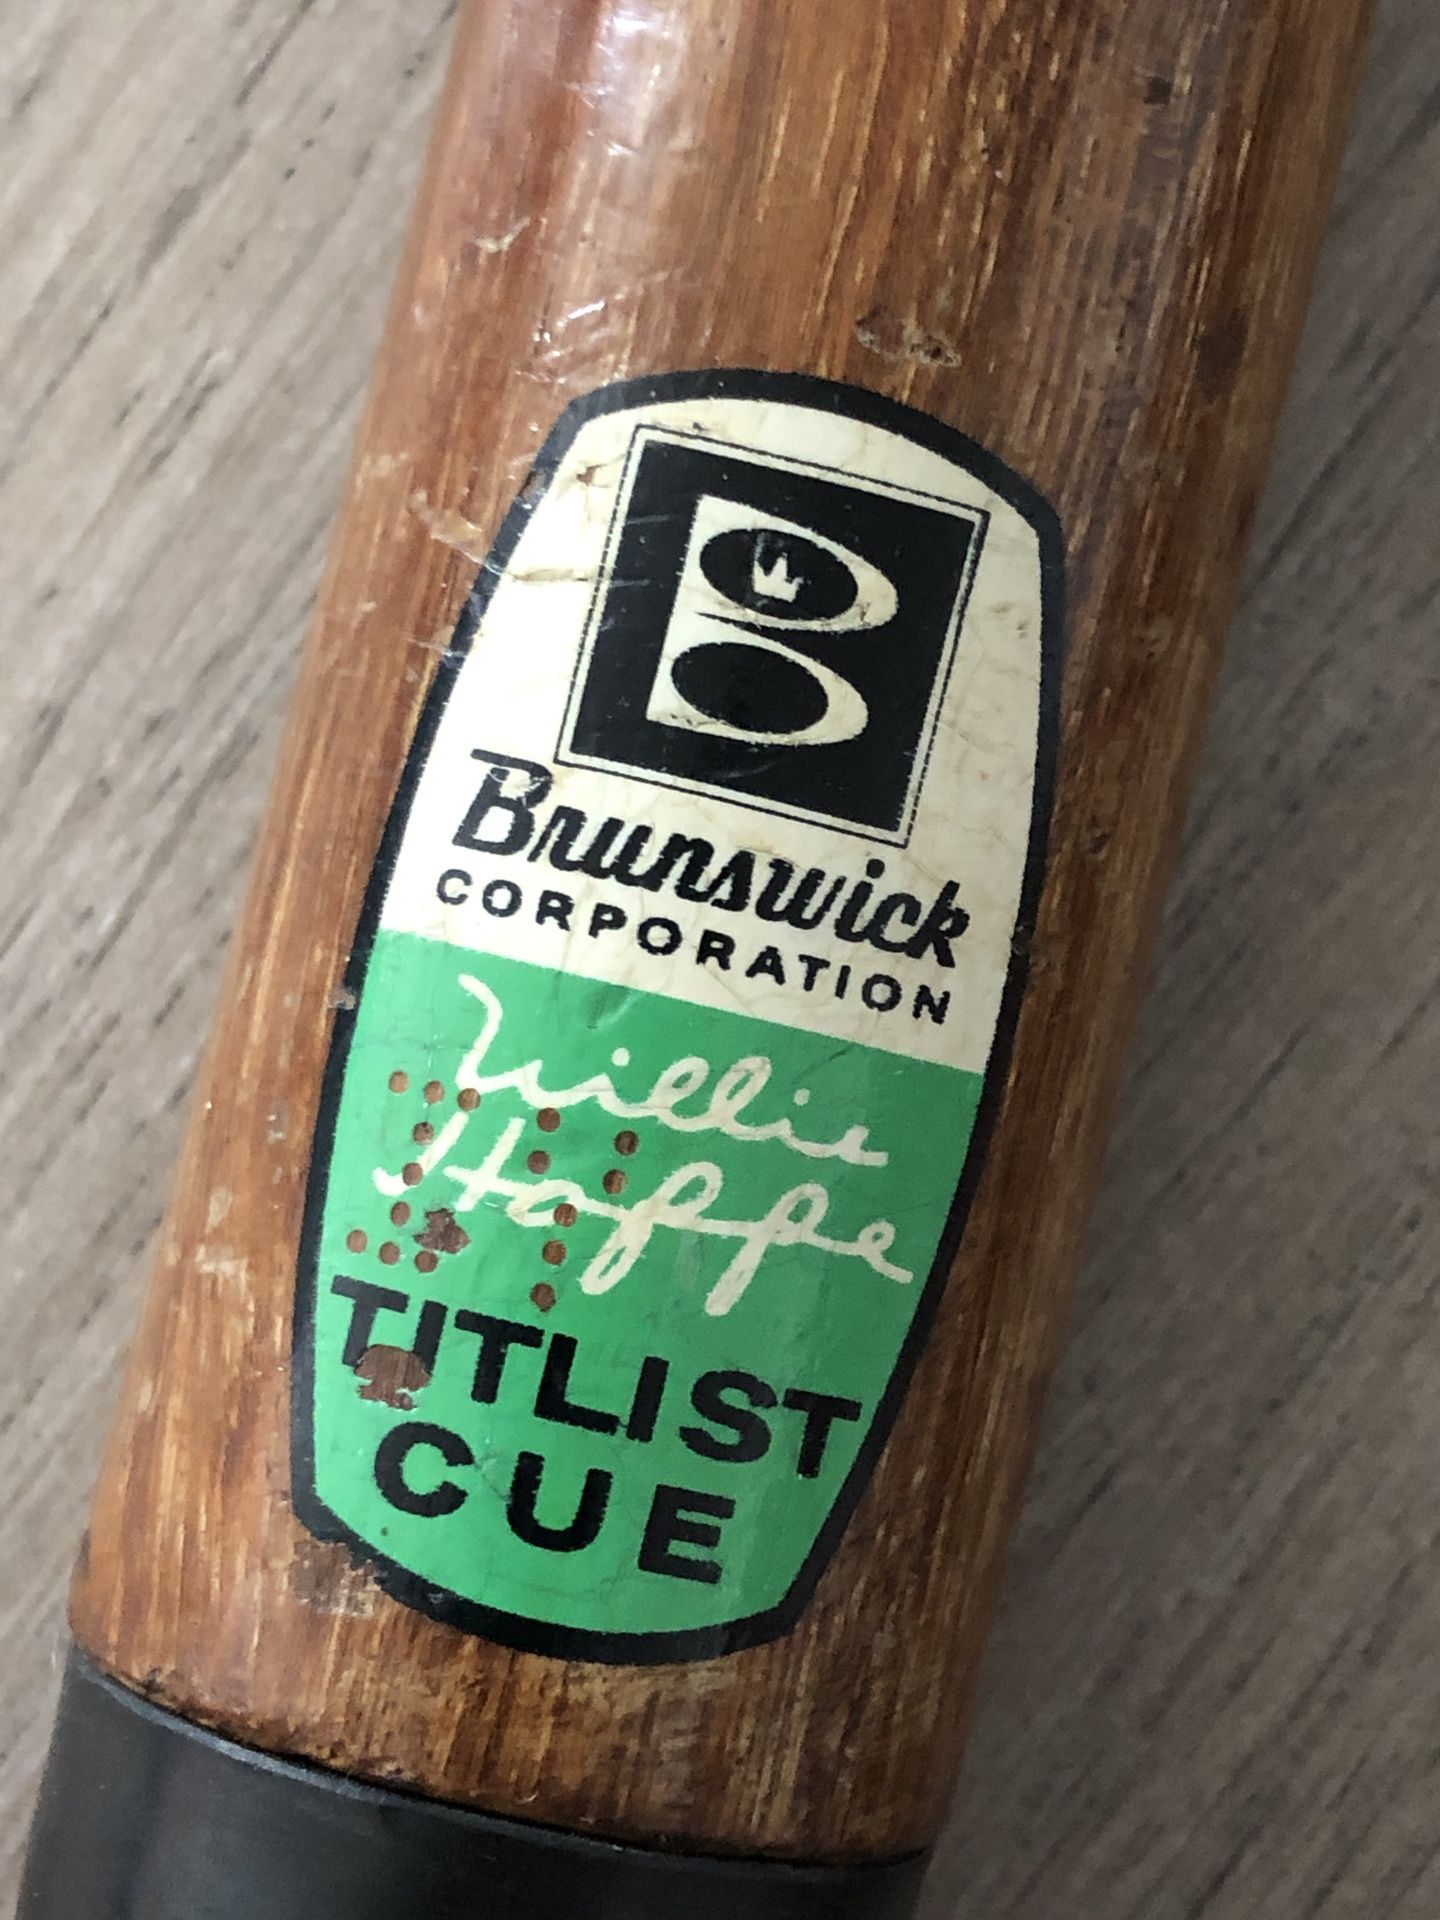 B
Brunswick
CORPORATION
Willie
Hoppe
TITLIST
CUE